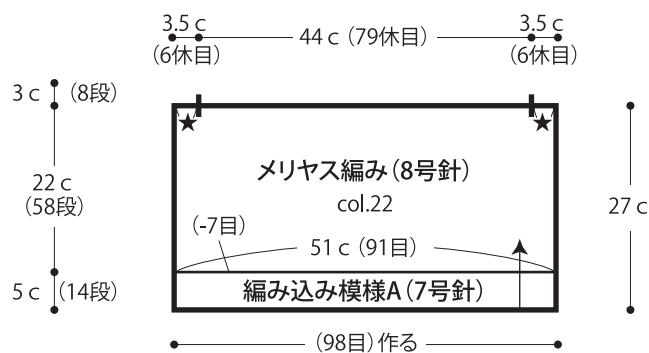 3.5 c 44 c (79休目) 3.5 c
(6休目) (6休目)
3 c (8段)
★ ★
メリヤス編み (8号針)
22 c
(58段)
col.22
27 c
(-7目)
51 c (91目)
5 c (14段)
編み込み模様A (7号針)
(98目) 作る